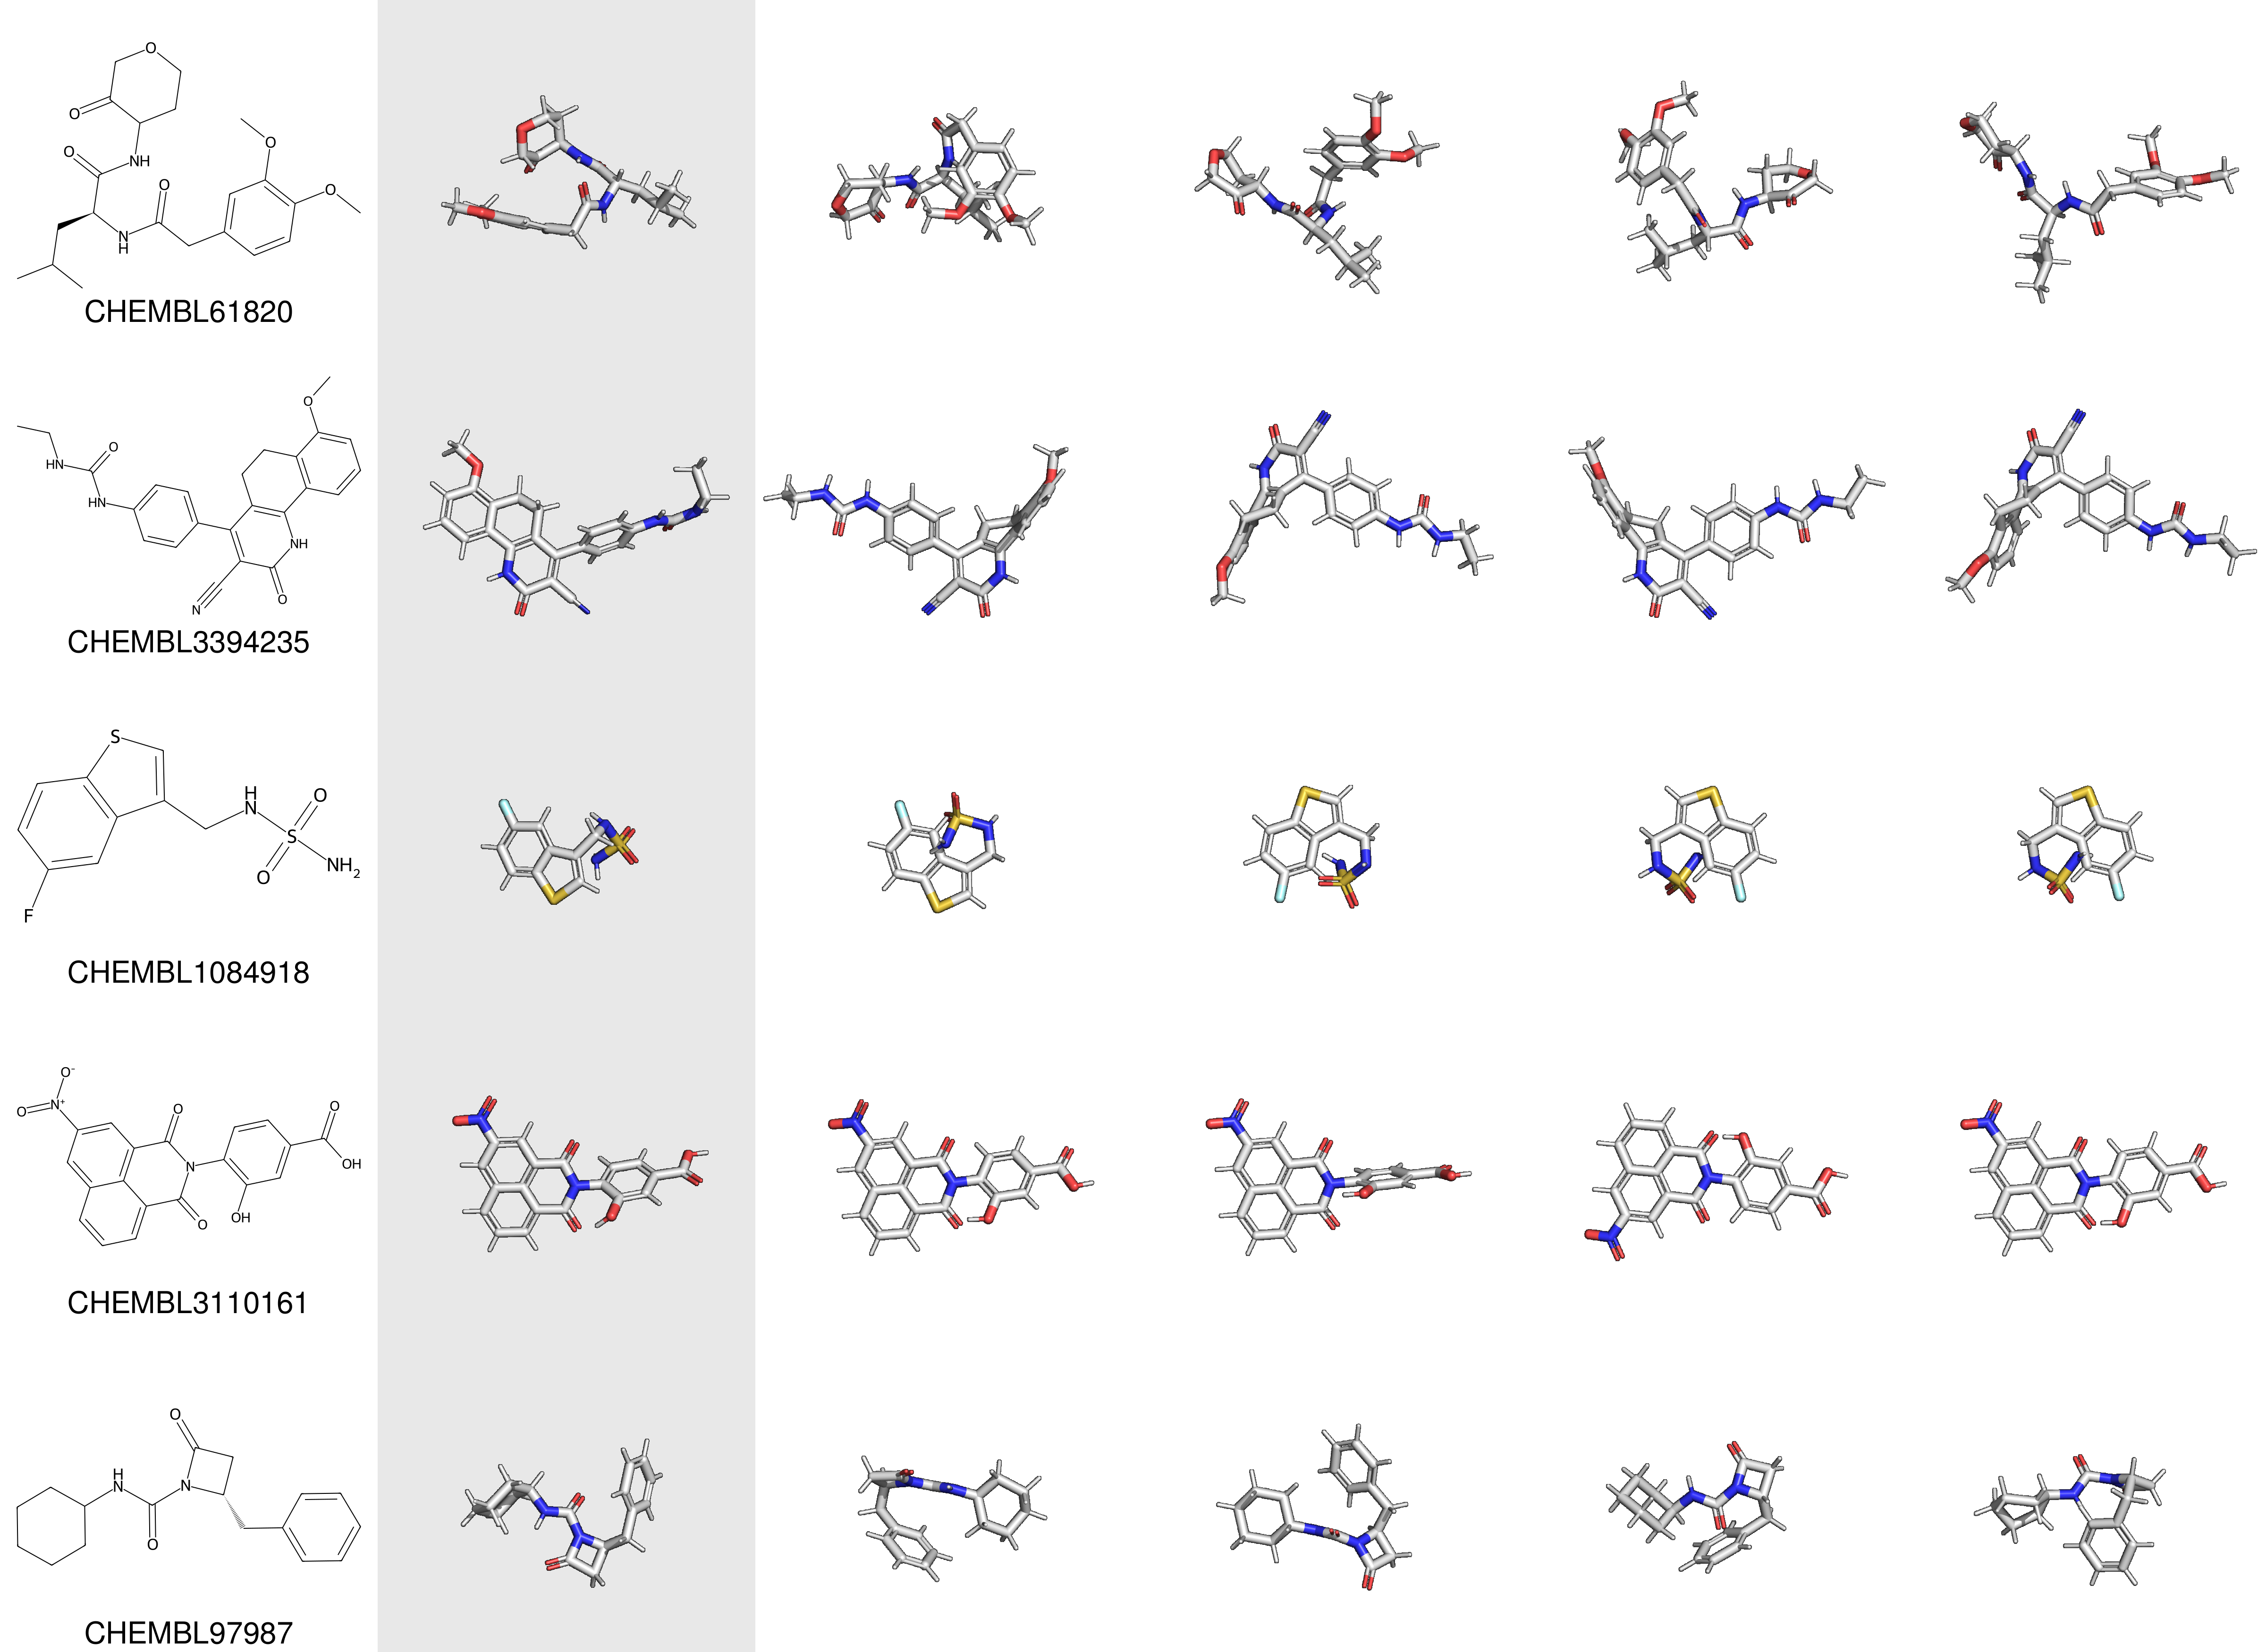 O
O
O
NH
O
O
O
N
H
CHEMBL61820
O
O
HN
HN
NH
N
O
CHEMBL3394235
S
H
N
O
S
O
NH2
F
CHEMBL1084918
O-
O
N+
O
O
N
OH
O
OH
CHEMBL3110161
O
H
N
N
O
CHEMBL97987